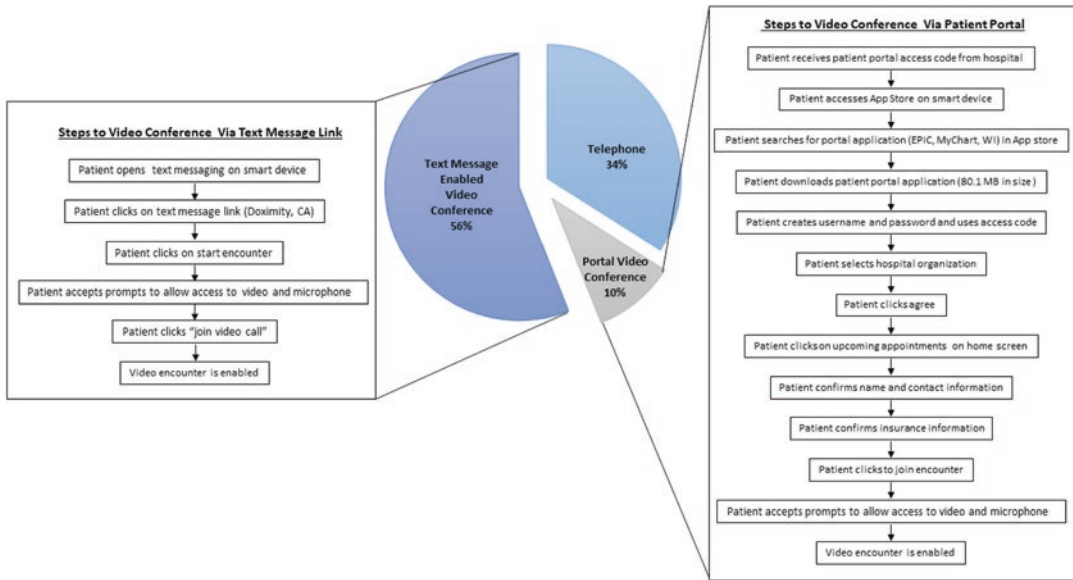 Steps to Video Conference Via Text Message Link
Patient opens text messaging on smart device
Patient clicks on text message link (Doximity, CA)
Patient clicks on start encounter
Patient accepts prompts to allow access to video and microphone
Patient clicks “join video call”
Video encounter is enabled
Text Message
Enabled
Video
Conference
56%
Telephone
34%
Portal Video
Conference
10%
Steps to Video Conference Via Patient Portal
Patient receives patient portal access code from hospital
Patient accesses App Store on smart device
Patient searches for portal application (EPIC, MyChart, WI) in App store
Patient downloads patient portal application (80.1 MB in size )
Patient creates username and password and uses access code
Patient selects hospital organization
Patient clicks agree
Patient clicks on upcoming appointments on home screen
Patient confirms name and contact information
Patient confirms insurance information
Patient clicks to join encounter
Patient accepts prompts to allow access to video and microphone
Video encounter is enabled